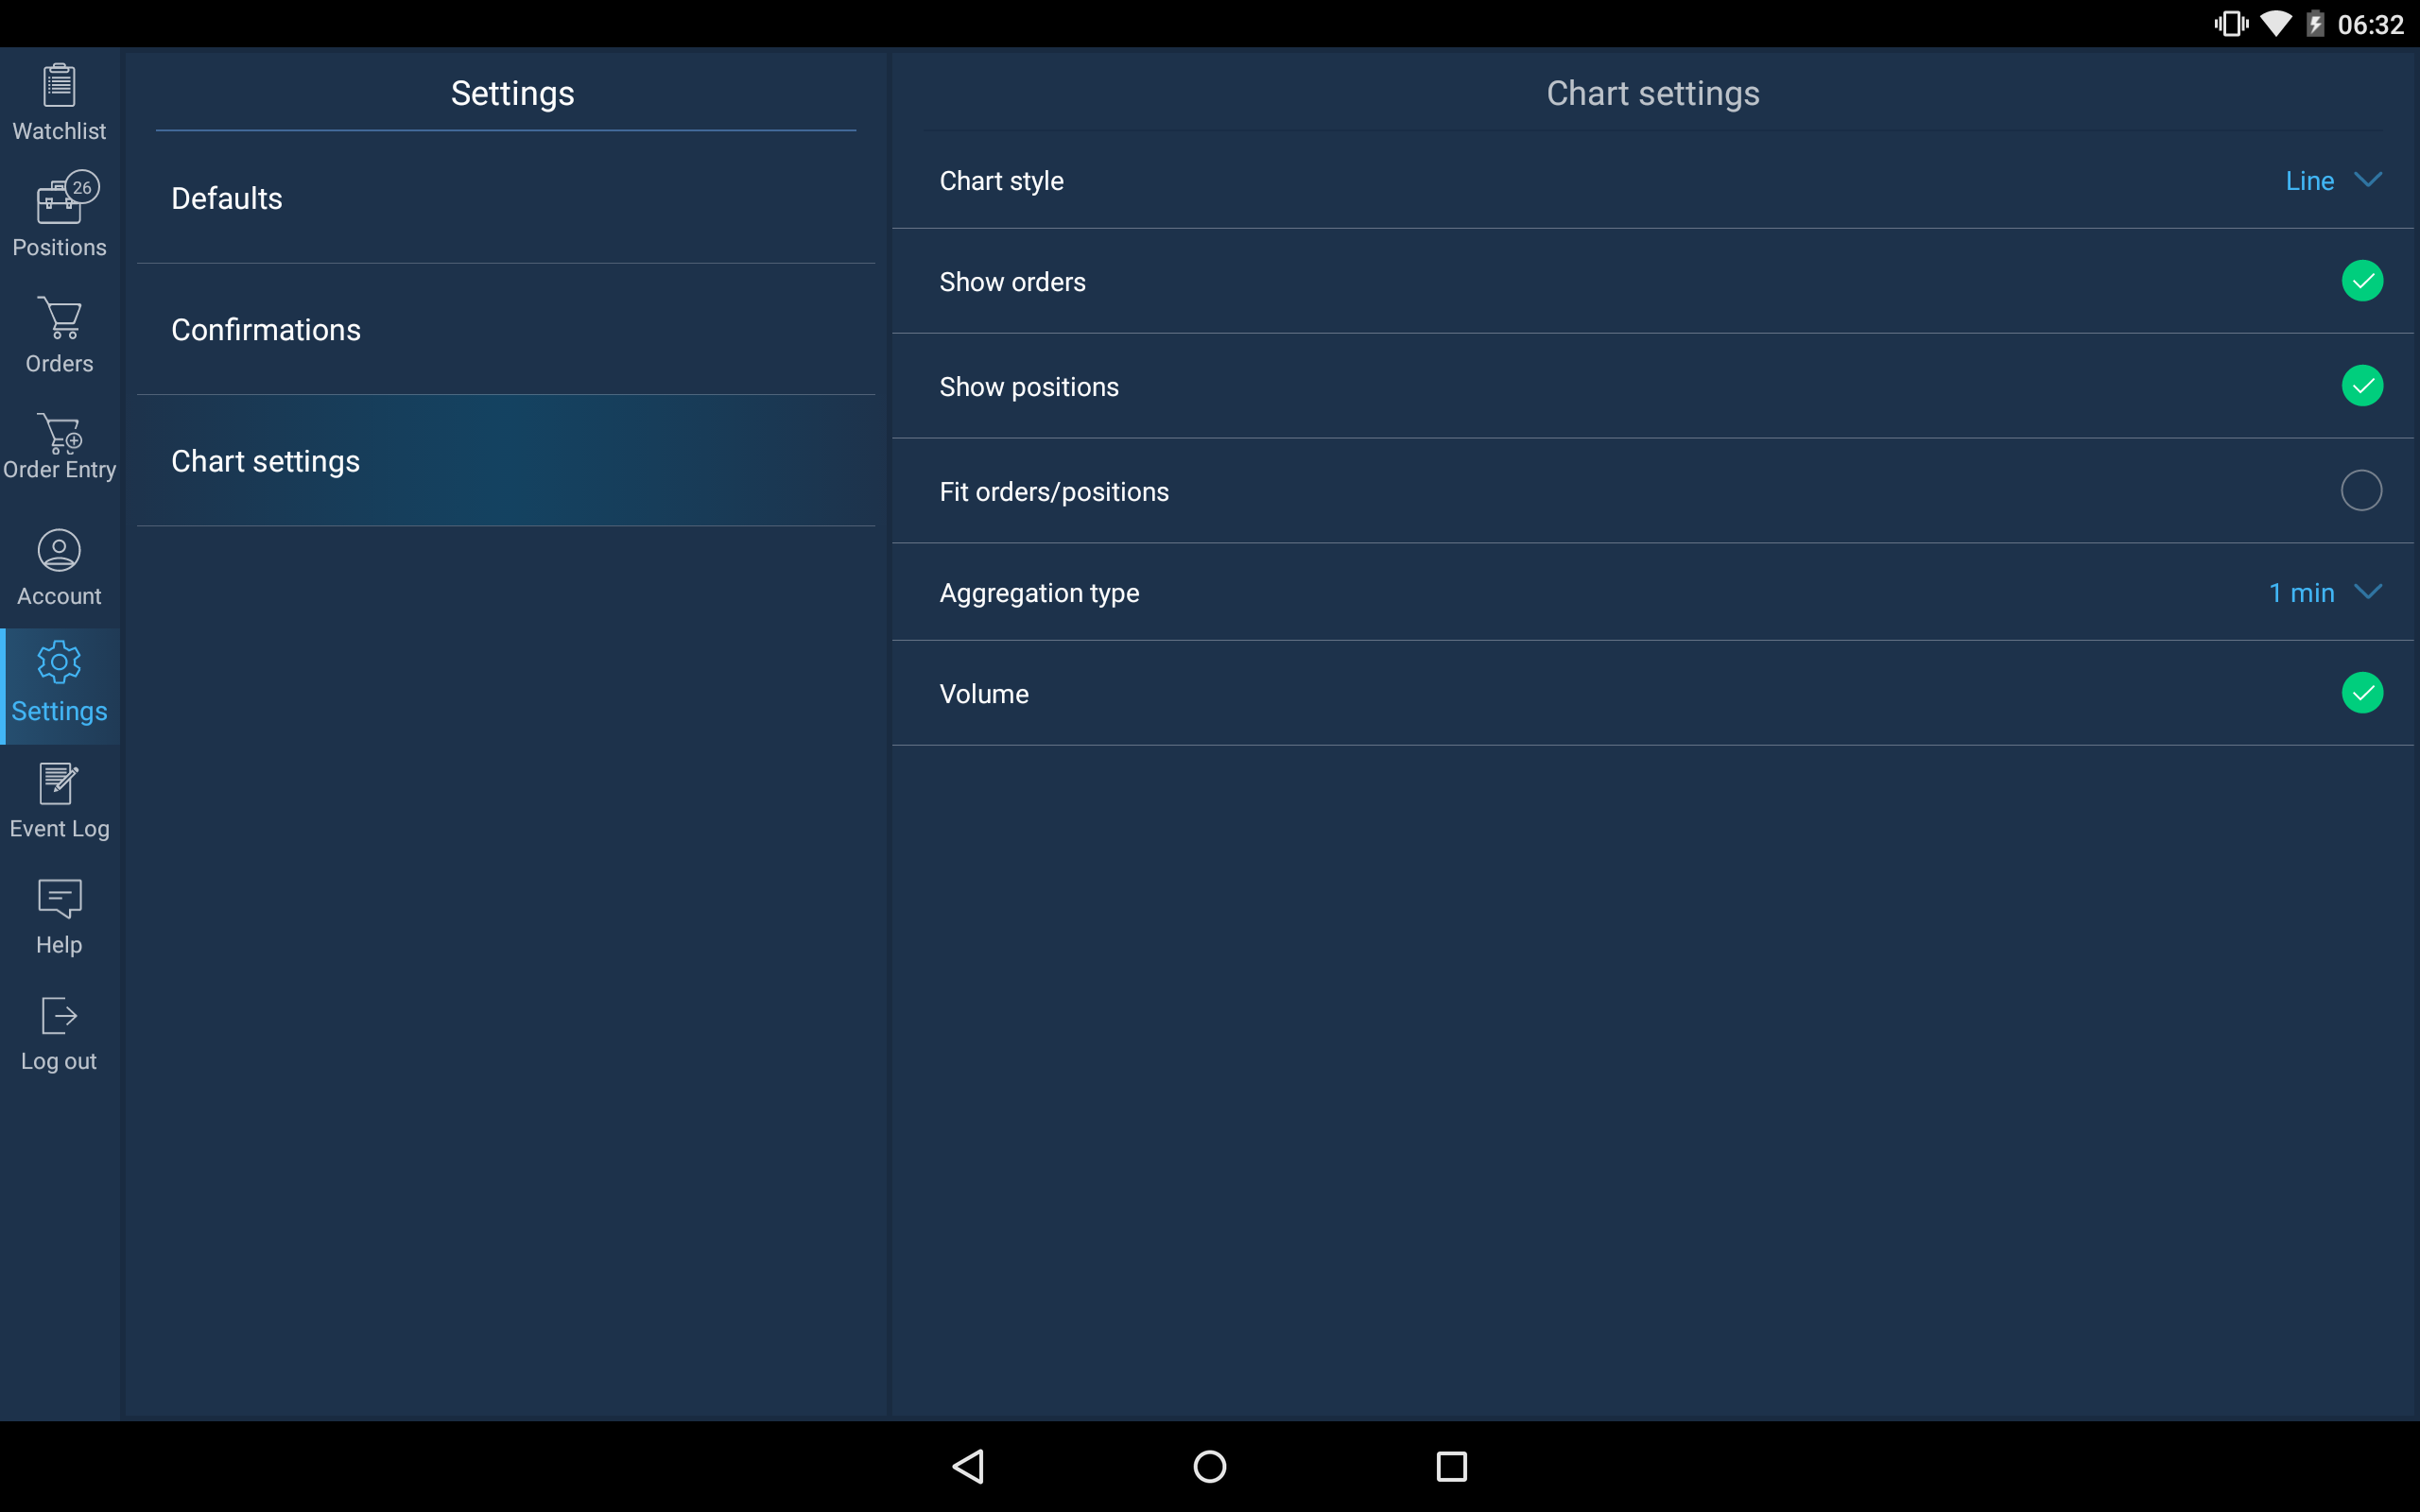 06:32
Watchlist
26
Positions
Orders
Order Entry
Account
Settings
Event Log
Help
Log out
Settings
Defaults
Confirmations
Chart settings
Chart settings
Chart style Line
Show orders
Show positions
Fit orders/positions
Aggregation type 1 min
Volume